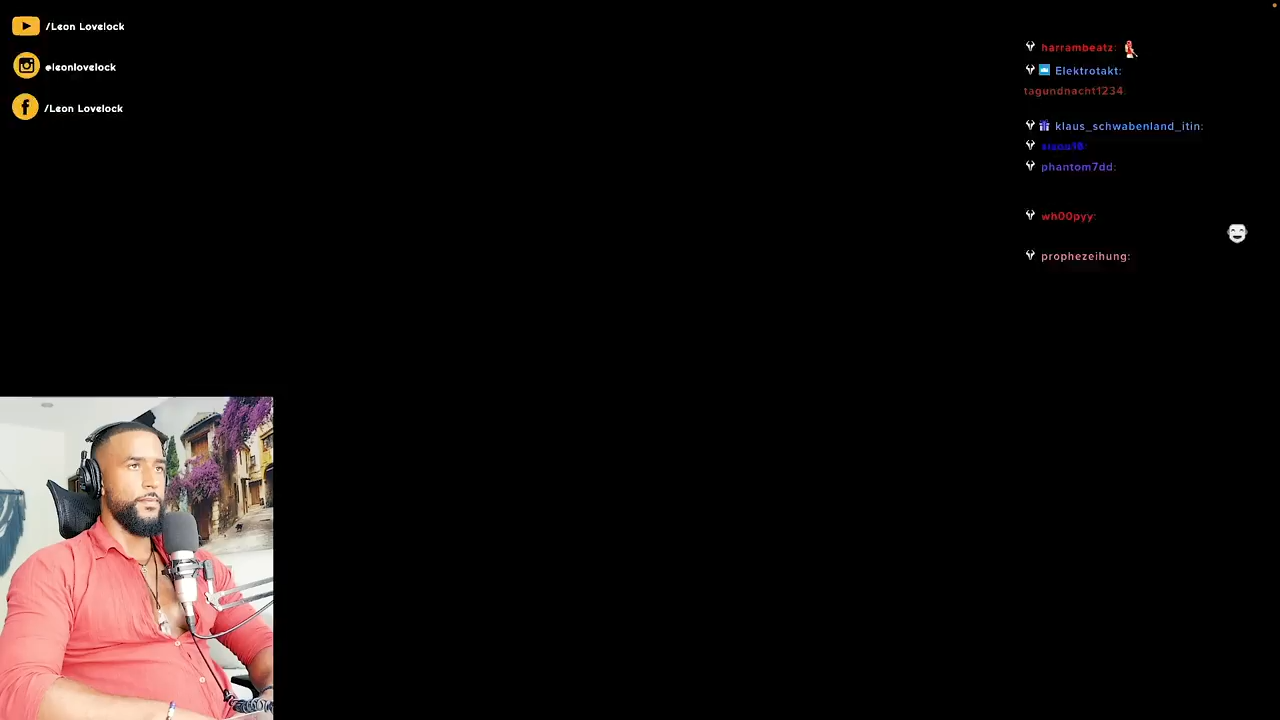 /Leon Lovelock
@leonlovelock
/Leon Lovelock
harrambeatz:
Elektrotakt:
tagundnacht1234:
klaus_schwabenland_itin:
phantom7dd:
wh00pyy:
prophezeihung: